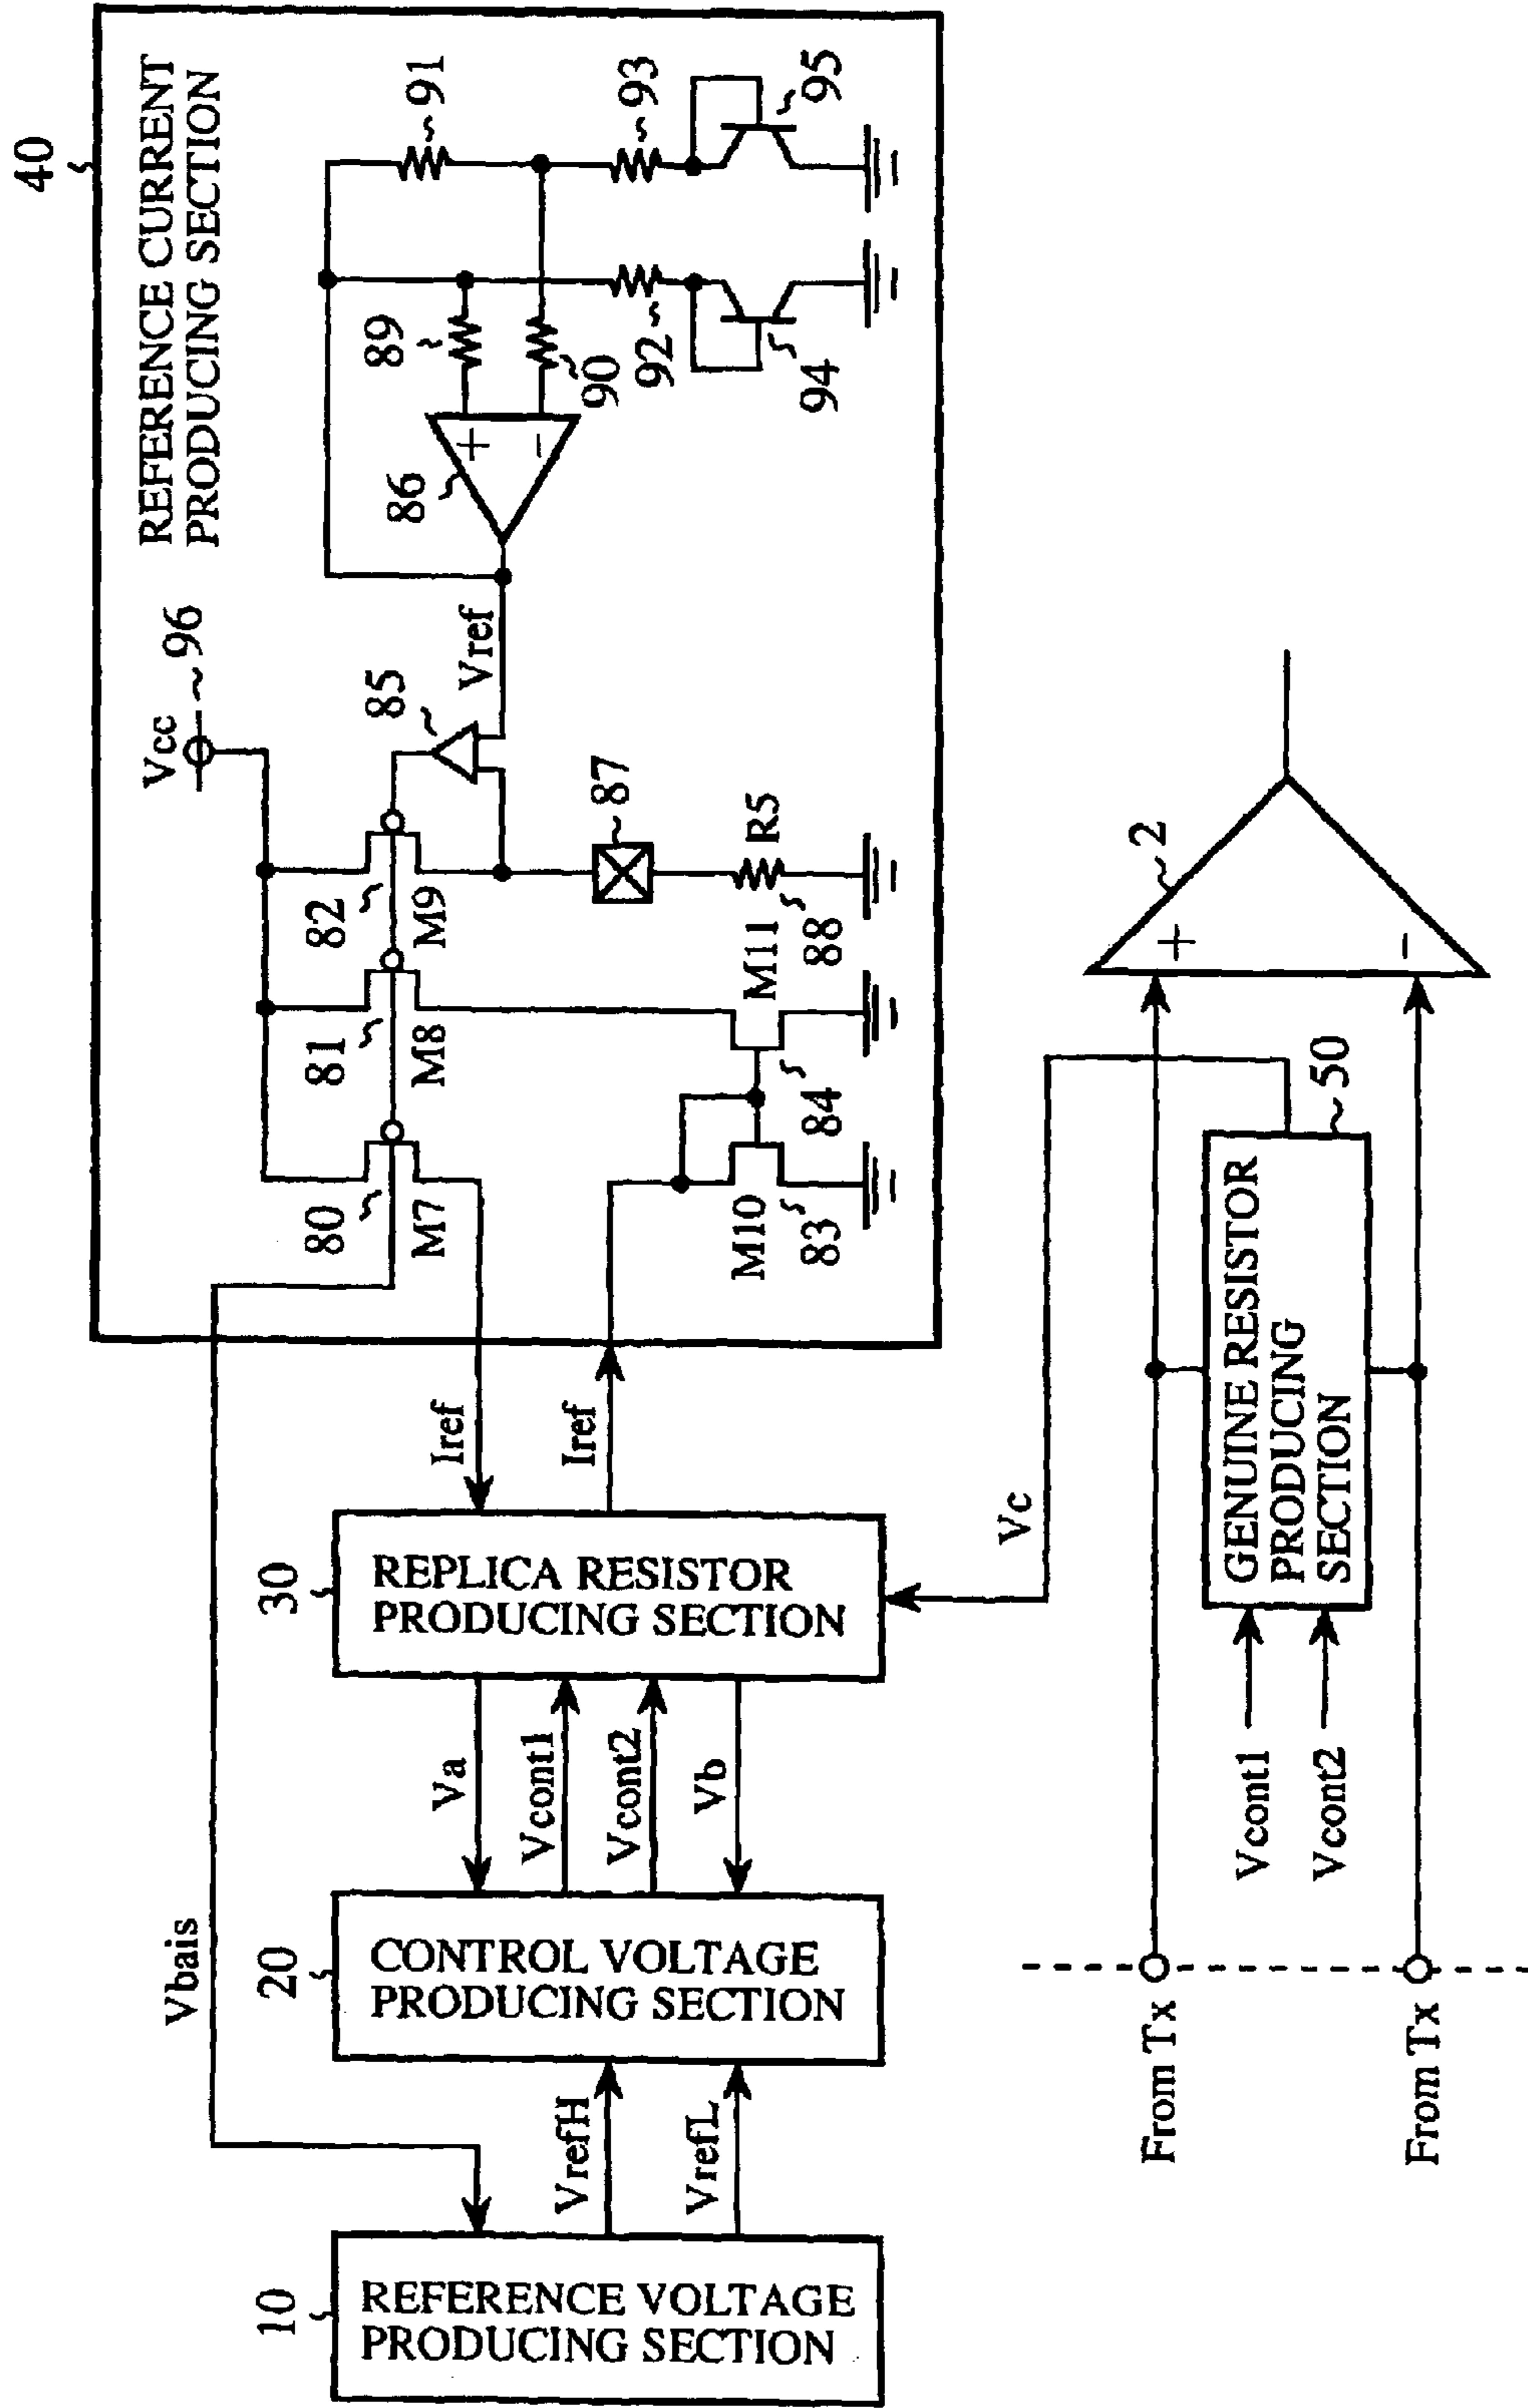 40
REFERENCE CURRENT
PRODUCING SECTION
Vcc
96
91
89
85
86
Vref
90
93
92
95
94
80
81
82
M7
M8
M9
87
M10
M11
R5
83
84
88
Vbais
Iref
Iref
10
REFERENCE VOLTAGE
PRODUCING SECTION
VrefH
VrefL
20
CONTROL VOLTAGE
PRODUCING SECTION
Va
Vcont1
Vcont2
Vb
30
REPLICA RESISTOR
PRODUCING SECTION
Vc
From Tx
From Tx
Vcont1
Vcont2
GENUINE RESISTOR
PRODUCING
SECTION
50
2
+
-
+
-